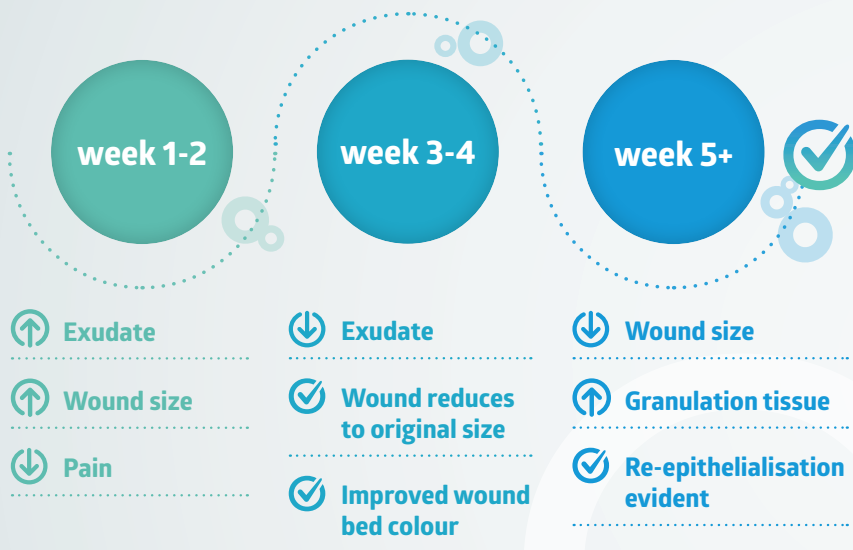 week 1-2
week 3-4
week 5+
Exudate
Wound size
Pain
Exudate
Wound reduces
to original size
Improved wound
bed colour
Wound size
Granulation tissue
Re-epithelialisation
evident